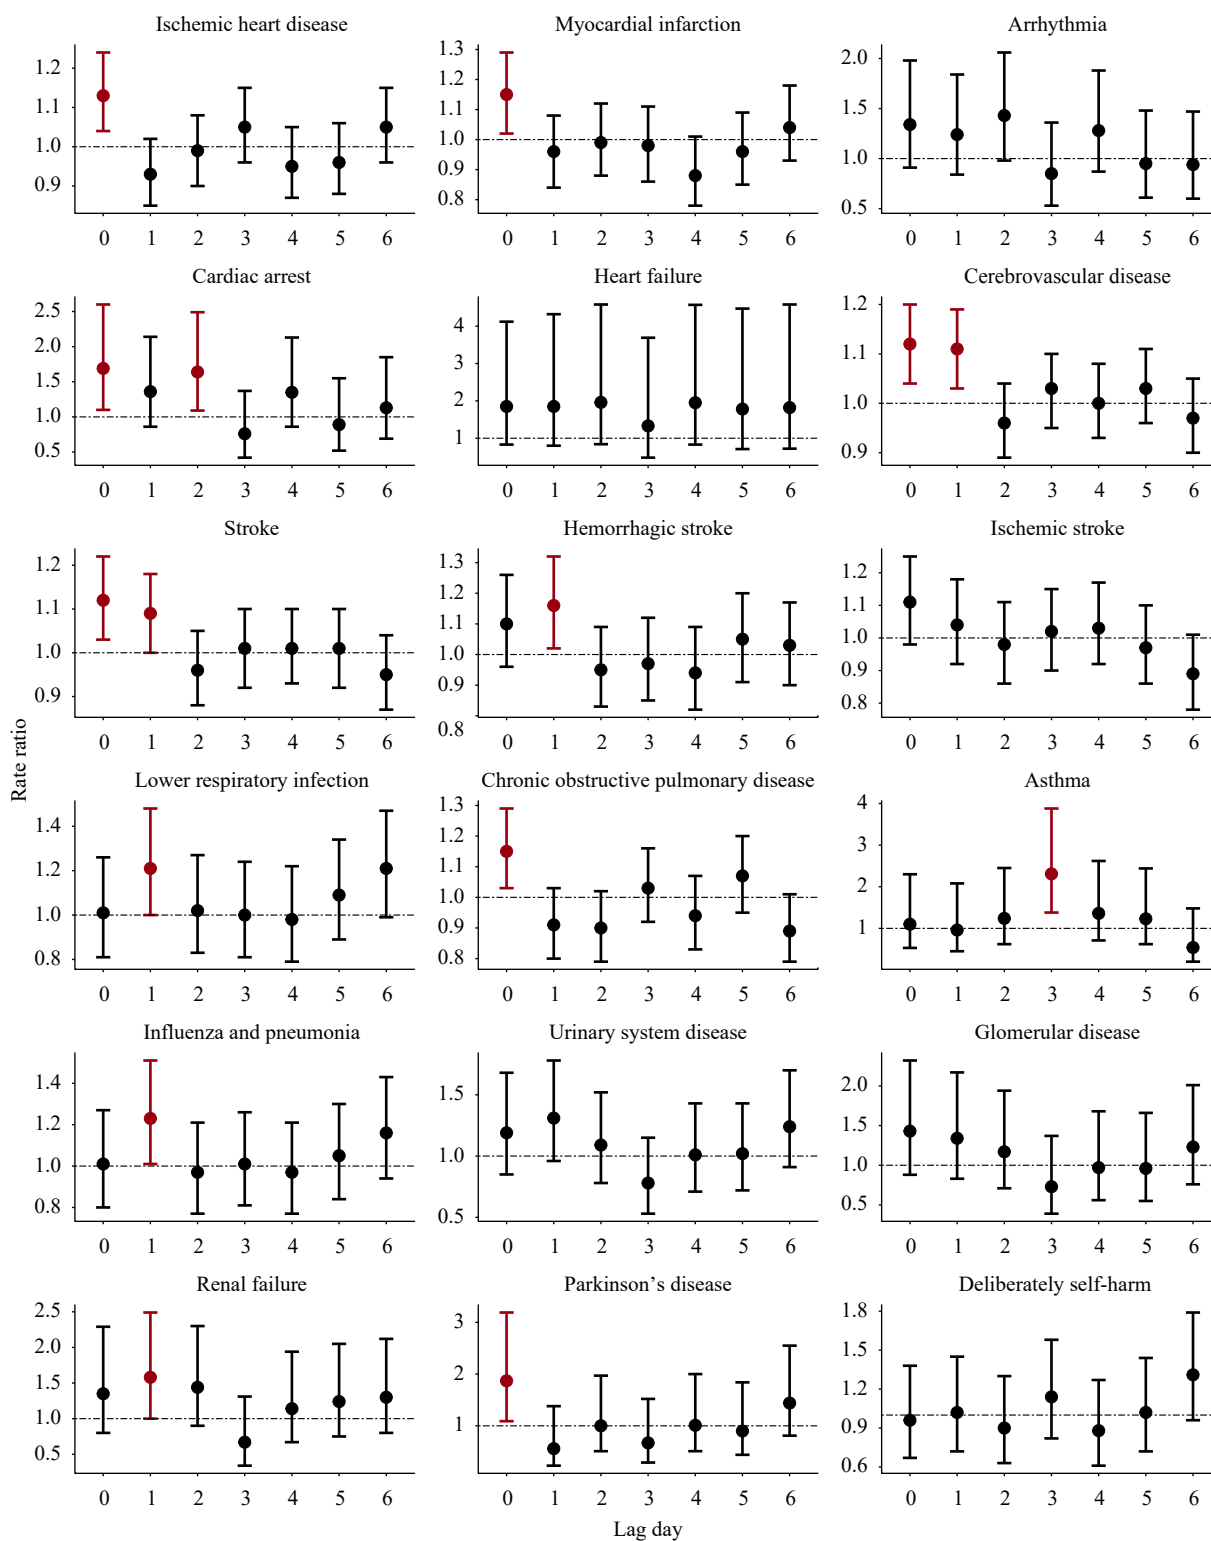 Ischemic heart disease
Myocardial infarction
Arrhythmia
1.2
1.1
1.0
0.9
0 1 2 3 4 5 6
1.3
1.2
1.1
1.0
0.9
0.8
0 1 2 3 4 5 6
2.0
1.5
1.0
0.5
0 1 2 3 4 5 6
Cardiac arrest
Heart failure
Cerebrovascular disease
2.5
2.0
1.5
1.0
0.5
0 1 2 3 4 5 6
4
3
2
1
0 1 2 3 4 5 6
1.2
1.1
1.0
0.9
0 1 2 3 4 5 6
Stroke
Hemorrhagic stroke
Ischemic stroke
1.2
1.1
1.0
0.9
0 1 2 3 4 5 6
1.3
1.2
1.1
1.0
0.9
0.8
0 1 2 3 4 5 6
1.2
1.1
1.0
0.9
0.8
0 1 2 3 4 5 6
Rate ratio
Lower respiratory infection
Chronic obstructive pulmonary disease
Asthma
1.4
1.2
1.0
0.8
0 1 2 3 4 5 6
1.3
1.2
1.1
1.0
0.9
0.8
0 1 2 3 4 5 6
4
3
2
1
0 1 2 3 4 5 6
Influenza and pneumonia
Urinary system disease
Glomerular disease
1.4
1.2
1.0
0.8
0 1 2 3 4 5 6
1.5
1.0
0.5
0 1 2 3 4 5 6
2.0
1.5
1.0
0.5
0 1 2 3 4 5 6
Renal failure
Parkinson’s disease
Deliberately self-harm
2.5
2.0
1.5
1.0
0.5
0 1 2 3 4 5 6
3
2
1
0 1 2 3 4 5 6
1.8
1.5
1.2
0.9
0.6
0 1 2 3 4 5 6
Lag day